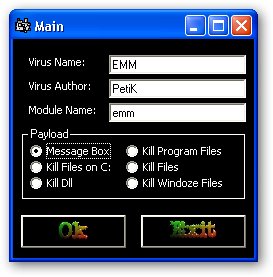 Main
Virus Name: EMM
Virus Author: PetiK
Module Name: emm
Payload
Message Box Kill Program Files
Kill Files on C: Kill Files
Kill Dll Kill Windoze Files
Ok Exit